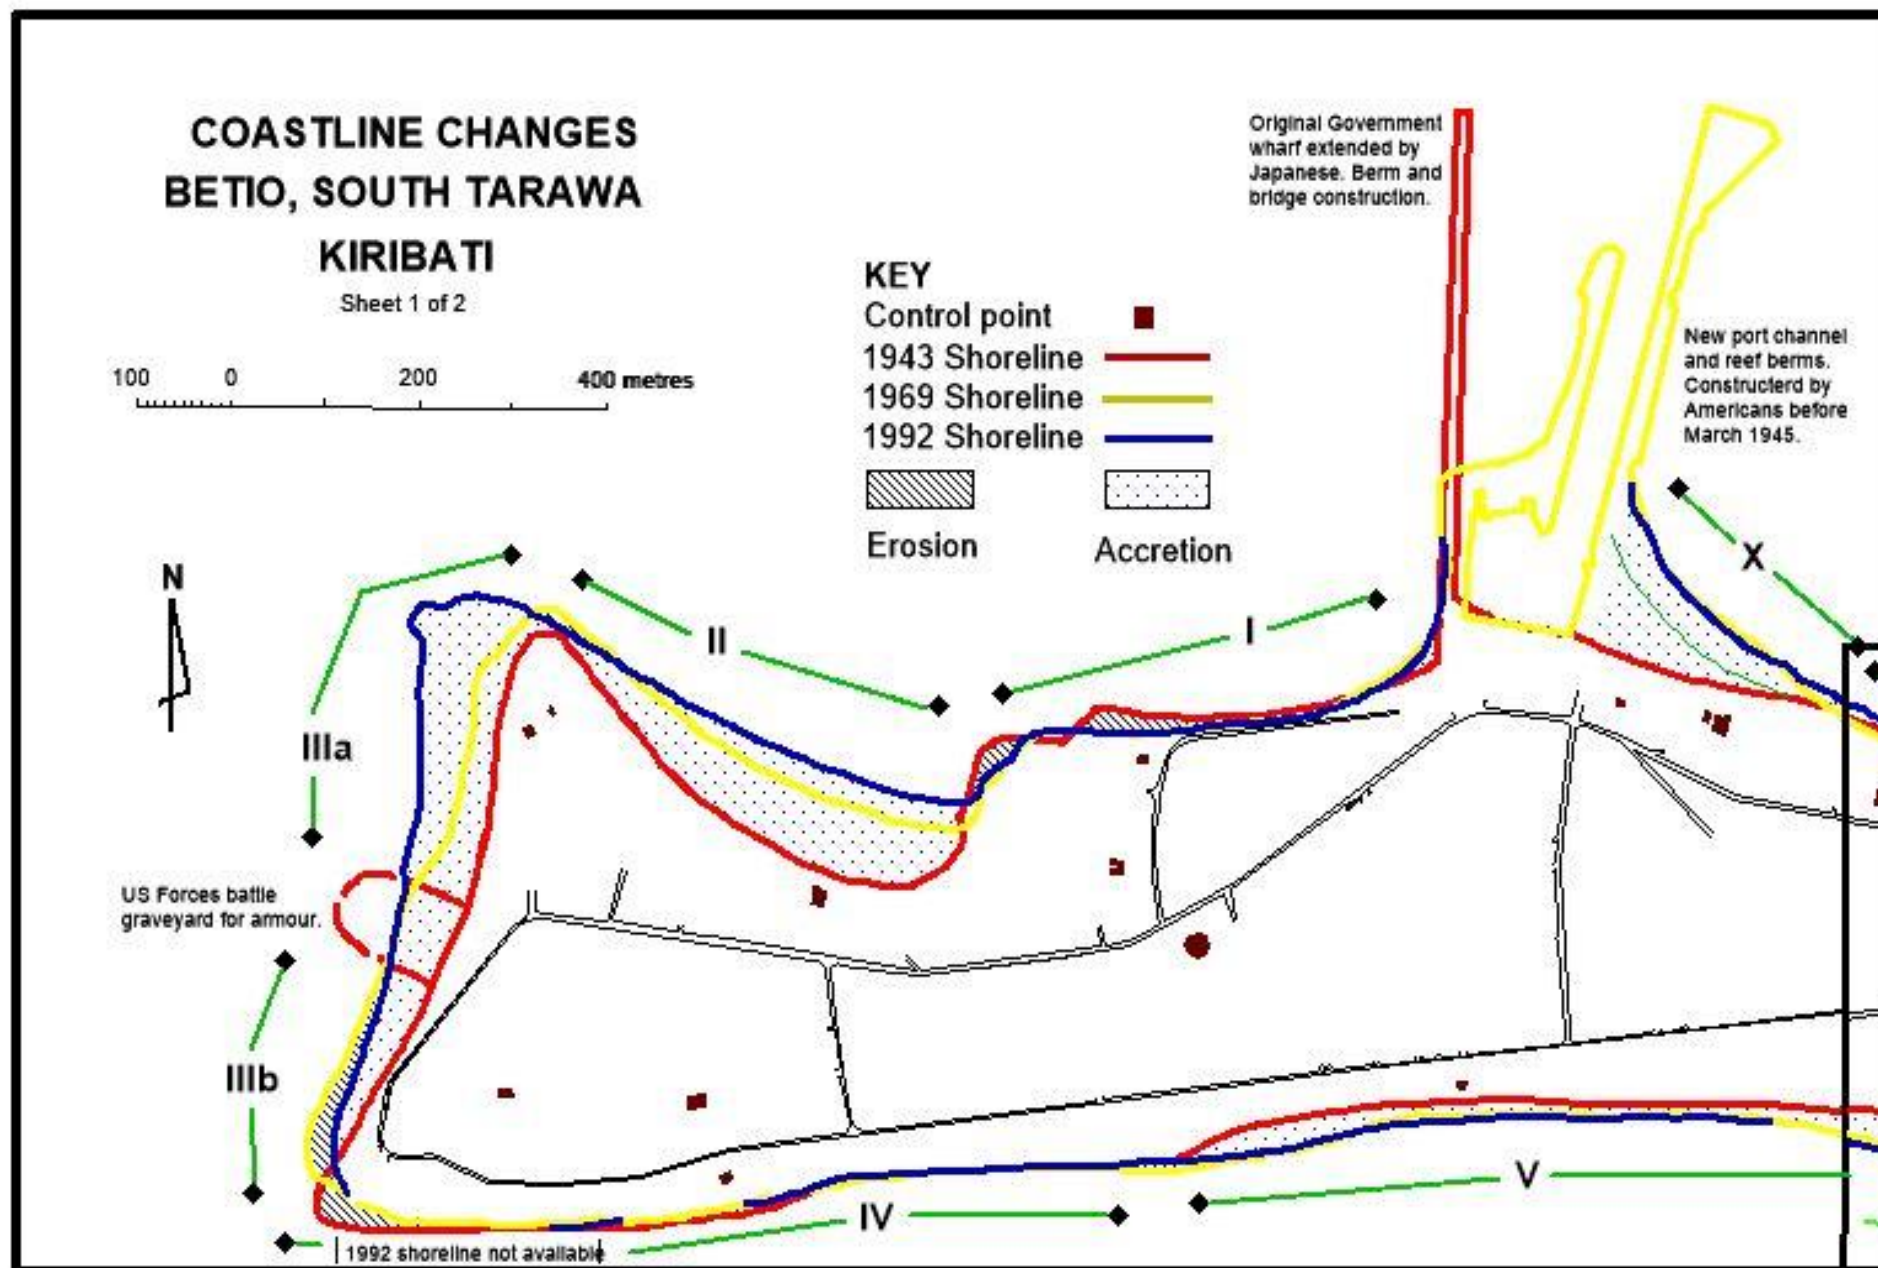 COASTLINE CHANGES
BETIO, SOUTH TARAWA
KIRIBATI
Sheet 1 of 2
100 0 200 400 metres
Original Government
wharf extended by
Japanese. Berm and
bridge construction.
KEY
Control point
1943 Shoreline
1969 Shoreline
1992 Shoreline
Erosion Accretion
New port channel
and reef berms.
Constructerd by
Americans before
March 1945.
N
X
I
II
IIIa
US Forces battle
graveyard for armour.
IIIb
V
IV
1992 shoreline not available